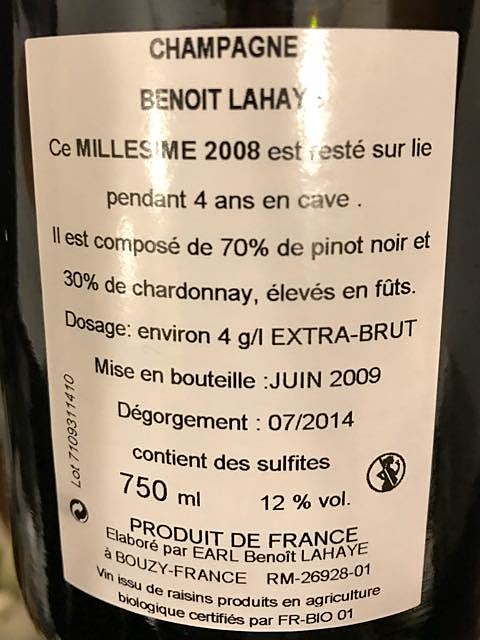 CHAMPAGNE
BENOIT LAHAYE
Ce MILLESIME 2008 est resté sur lie
pendant 4 ans en cave .
Il est composé de 70% de pinot noir et
30% de chardonnay, élevés en fûts.
Dosage: environ 4 g/l EXTRA-BRUT
Mise en bouteille :JUIN 2009
Dégorgement : 07/2014
contient des sulfites
750 ml 12 % vol.
PRODUIT DE FRANCE
Elaboré par EARL Benoît LAHAYE
à BOUZY-FRANCE RM-26928-01
Vin issu de raisins produits en agriculture
biologique certifiés par FR-BIO 01
Lot 7109311410